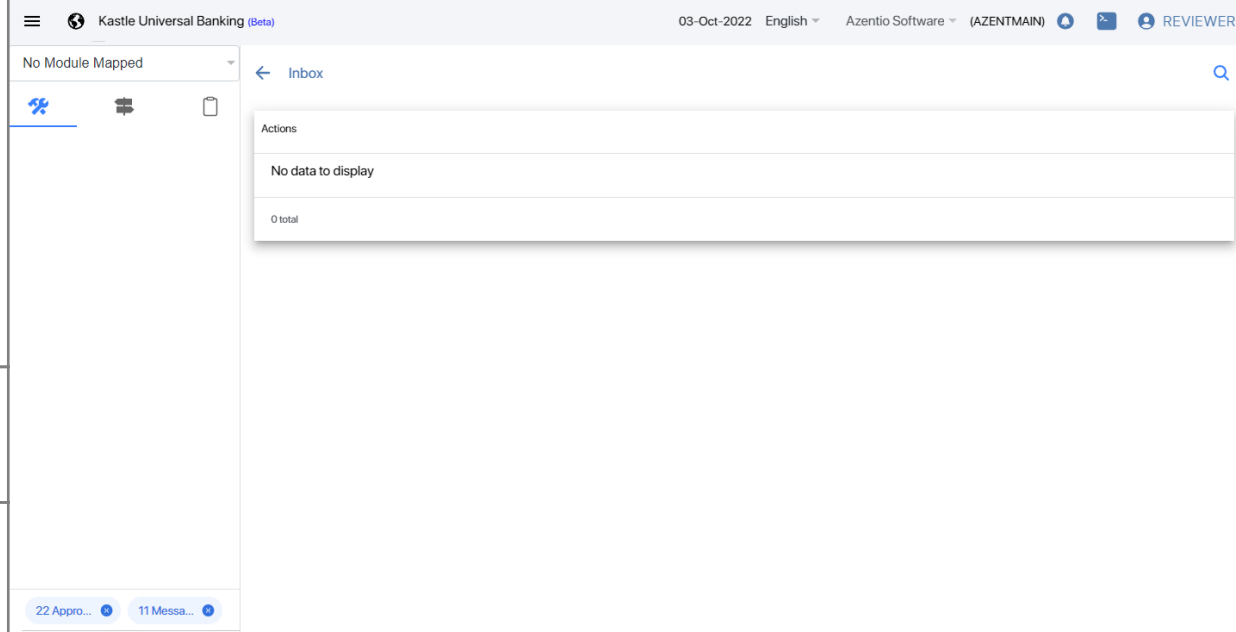 Kastle Universal Banking (Beta)
03-Oct-2022 English Azentio Software (AZENTMAIN) REVIEWER
No Module Mapped
Inbox
Actions
No data to display
0 total
22 Appro... 11 Messa...